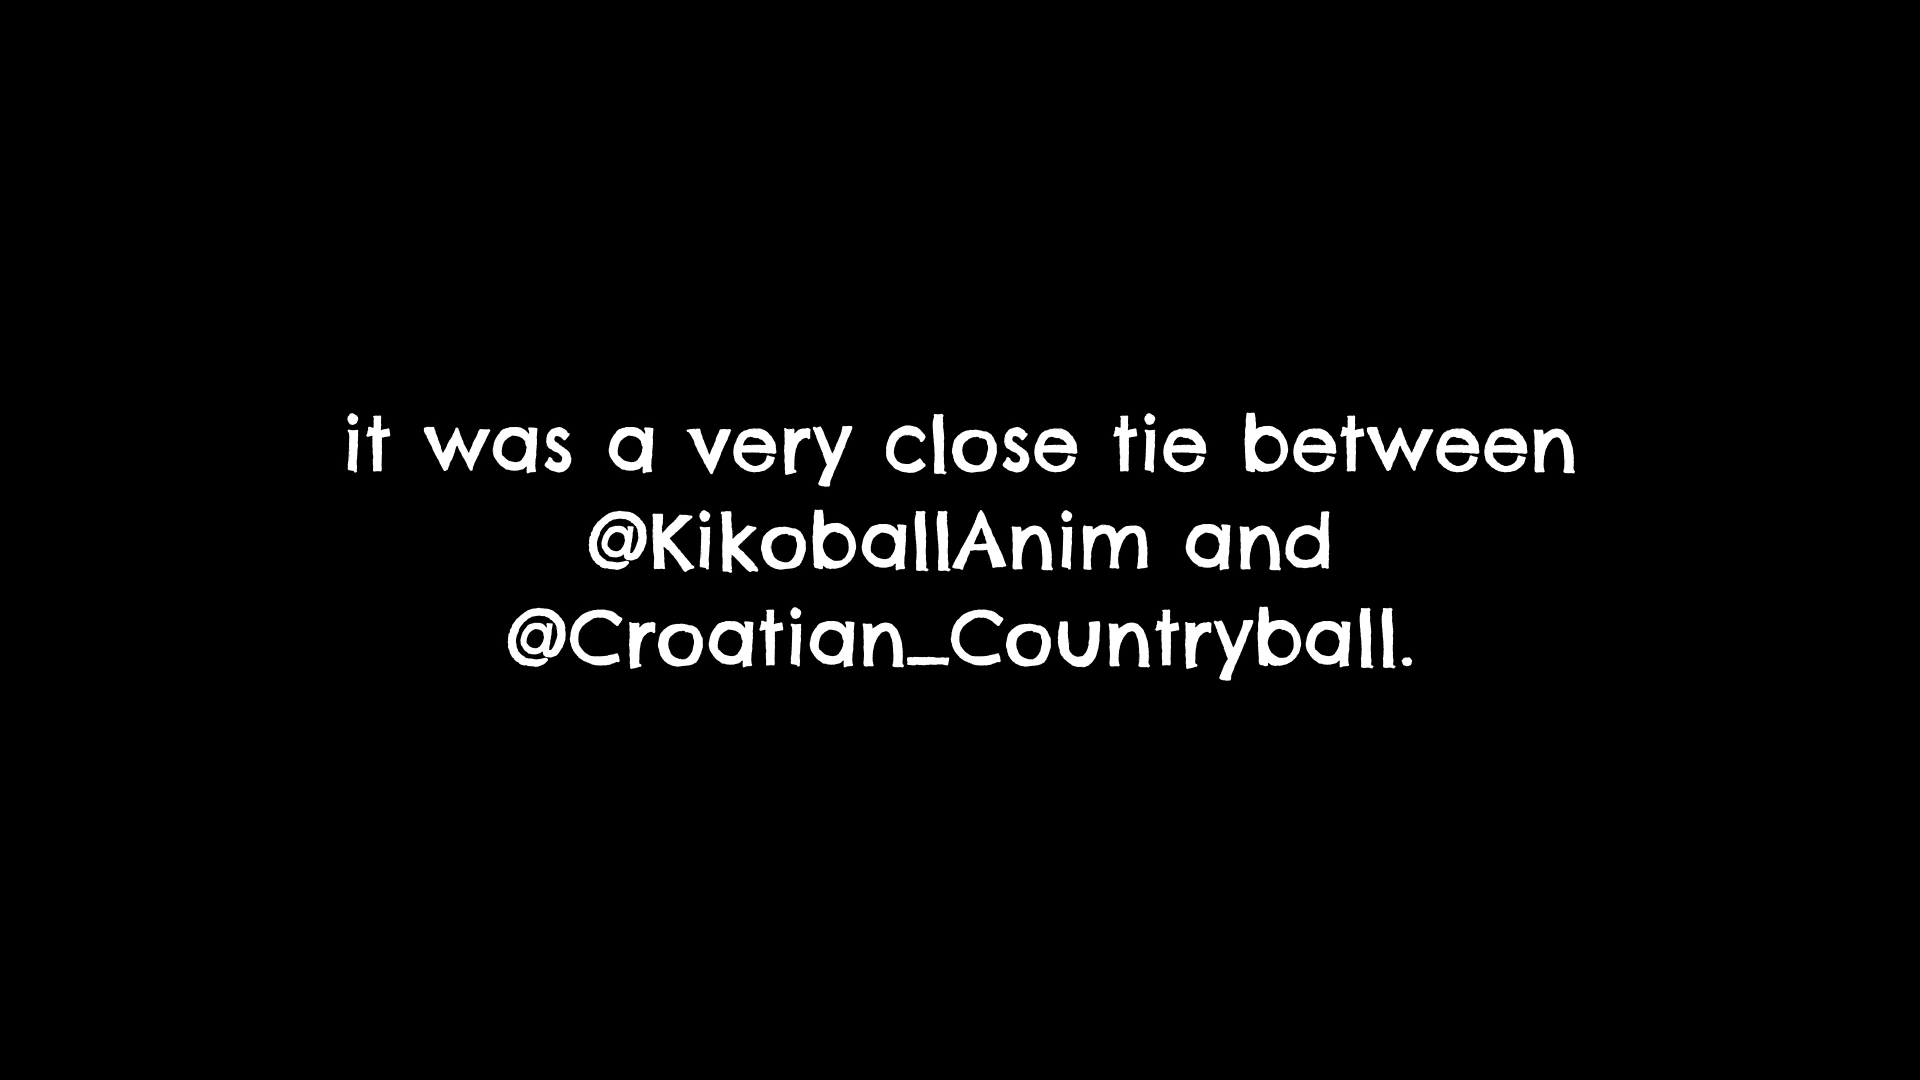 it was a very close tie between
@KikoballAnim and
@Croatian_Countryball.